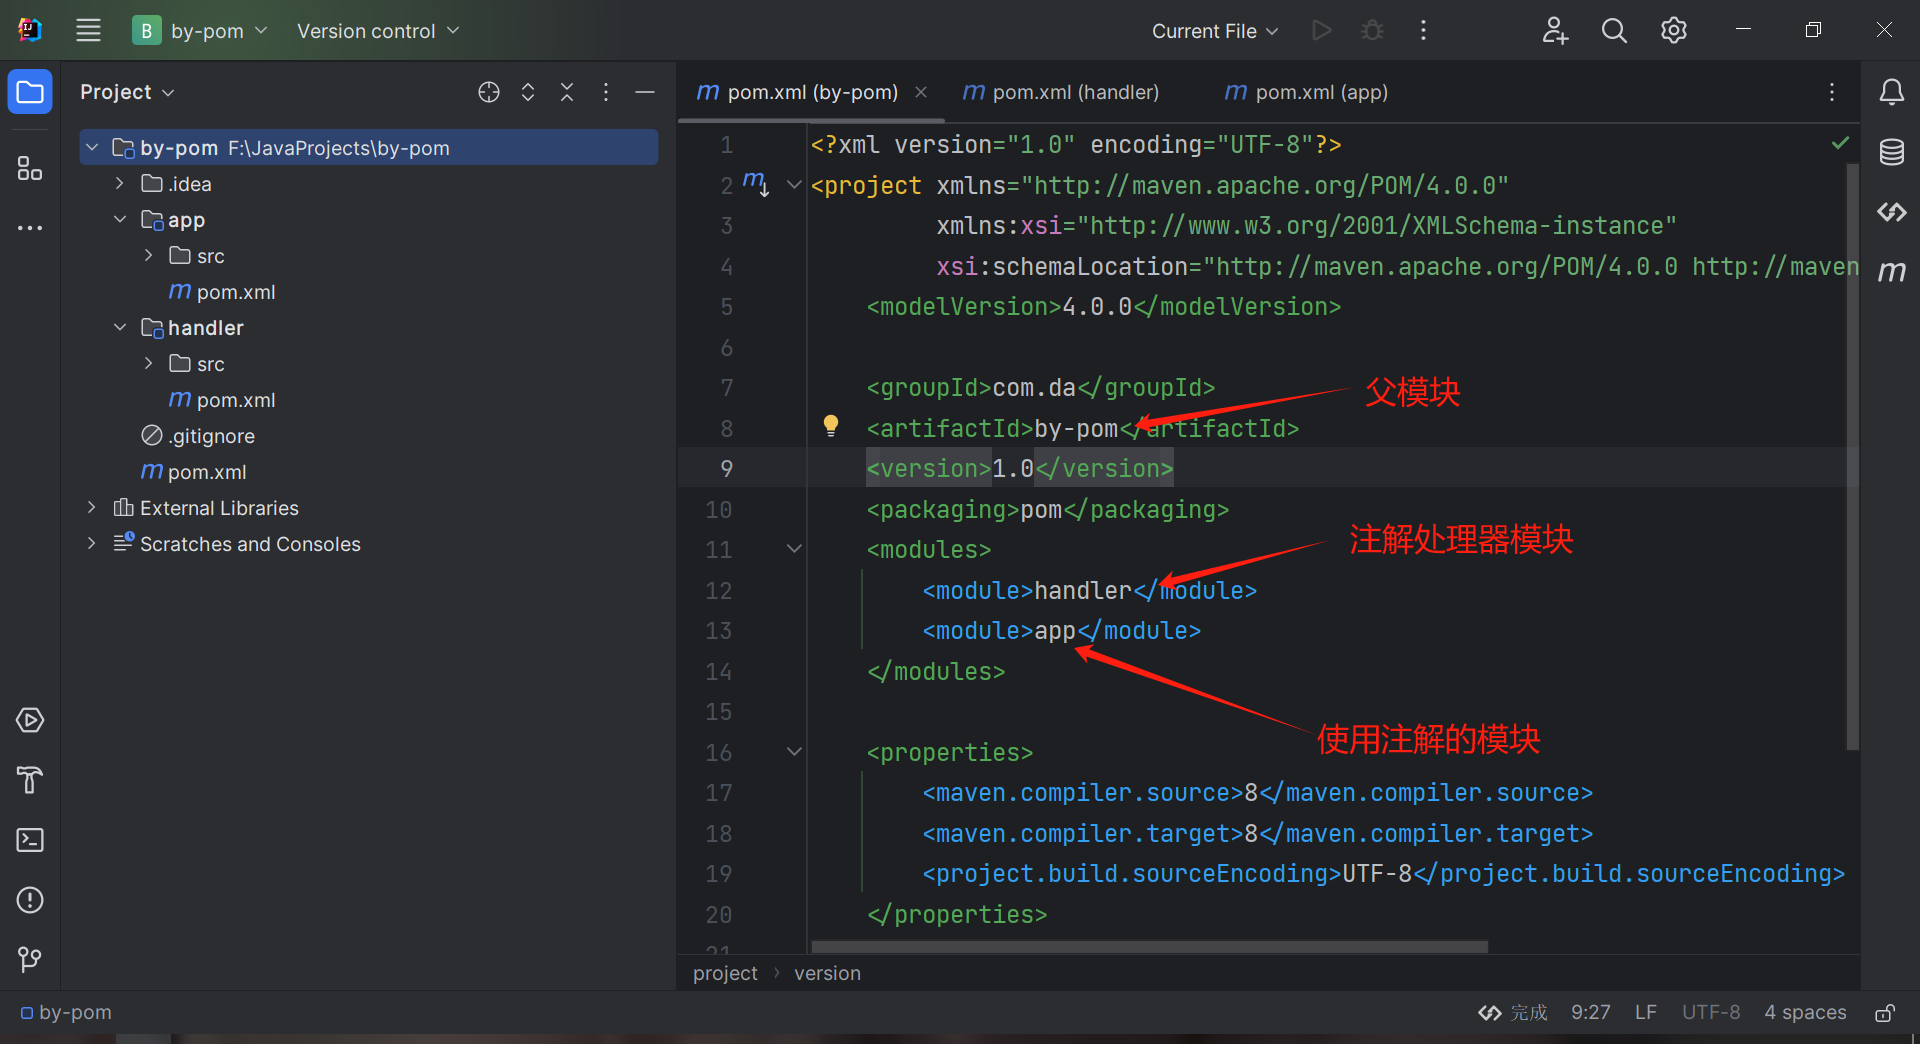 B by-pom Version control Current File
Project
by-pom F:\JavaProjects\by-pom
.idea
app
src
pom.xml
handler
src
pom.xml
.gitignore
pom.xml
External Libraries
Scratches and Consoles
pom.xml (by-pom) pom.xml (handler) pom.xml (app)
1 <?xml version="1.0" encoding="UTF-8"?>
2 <project xmlns="http://maven.apache.org/POM/4.0.0"
3 xmlns:xsi="http://www.w3.org/2001/XMLSchema-instance"
4 xsi:schemaLocation="http://maven.apache.org/POM/4.0.0 http://maven
5 <modelVersion>4.0.0</modelVersion>
6
7 <groupId>com.da</groupId>
父模块
8 <artifactId>by-pom</artifactId>
9 <version>1.0</version>
10 <packaging>pom</packaging>
注解处理器模块
11 <modules>
12 <module>handler</module>
13 <module>app</module>
14 </modules>
15
使用注解的模块
16 <properties>
17 <maven.compiler.source>8</maven.compiler.source>
18 <maven.compiler.target>8</maven.compiler.target>
19 <project.build.sourceEncoding>UTF-8</project.build.sourceEncoding>
20 </properties>
21
project version
by-pom 完成 9:27 LF UTF-8 4 spaces